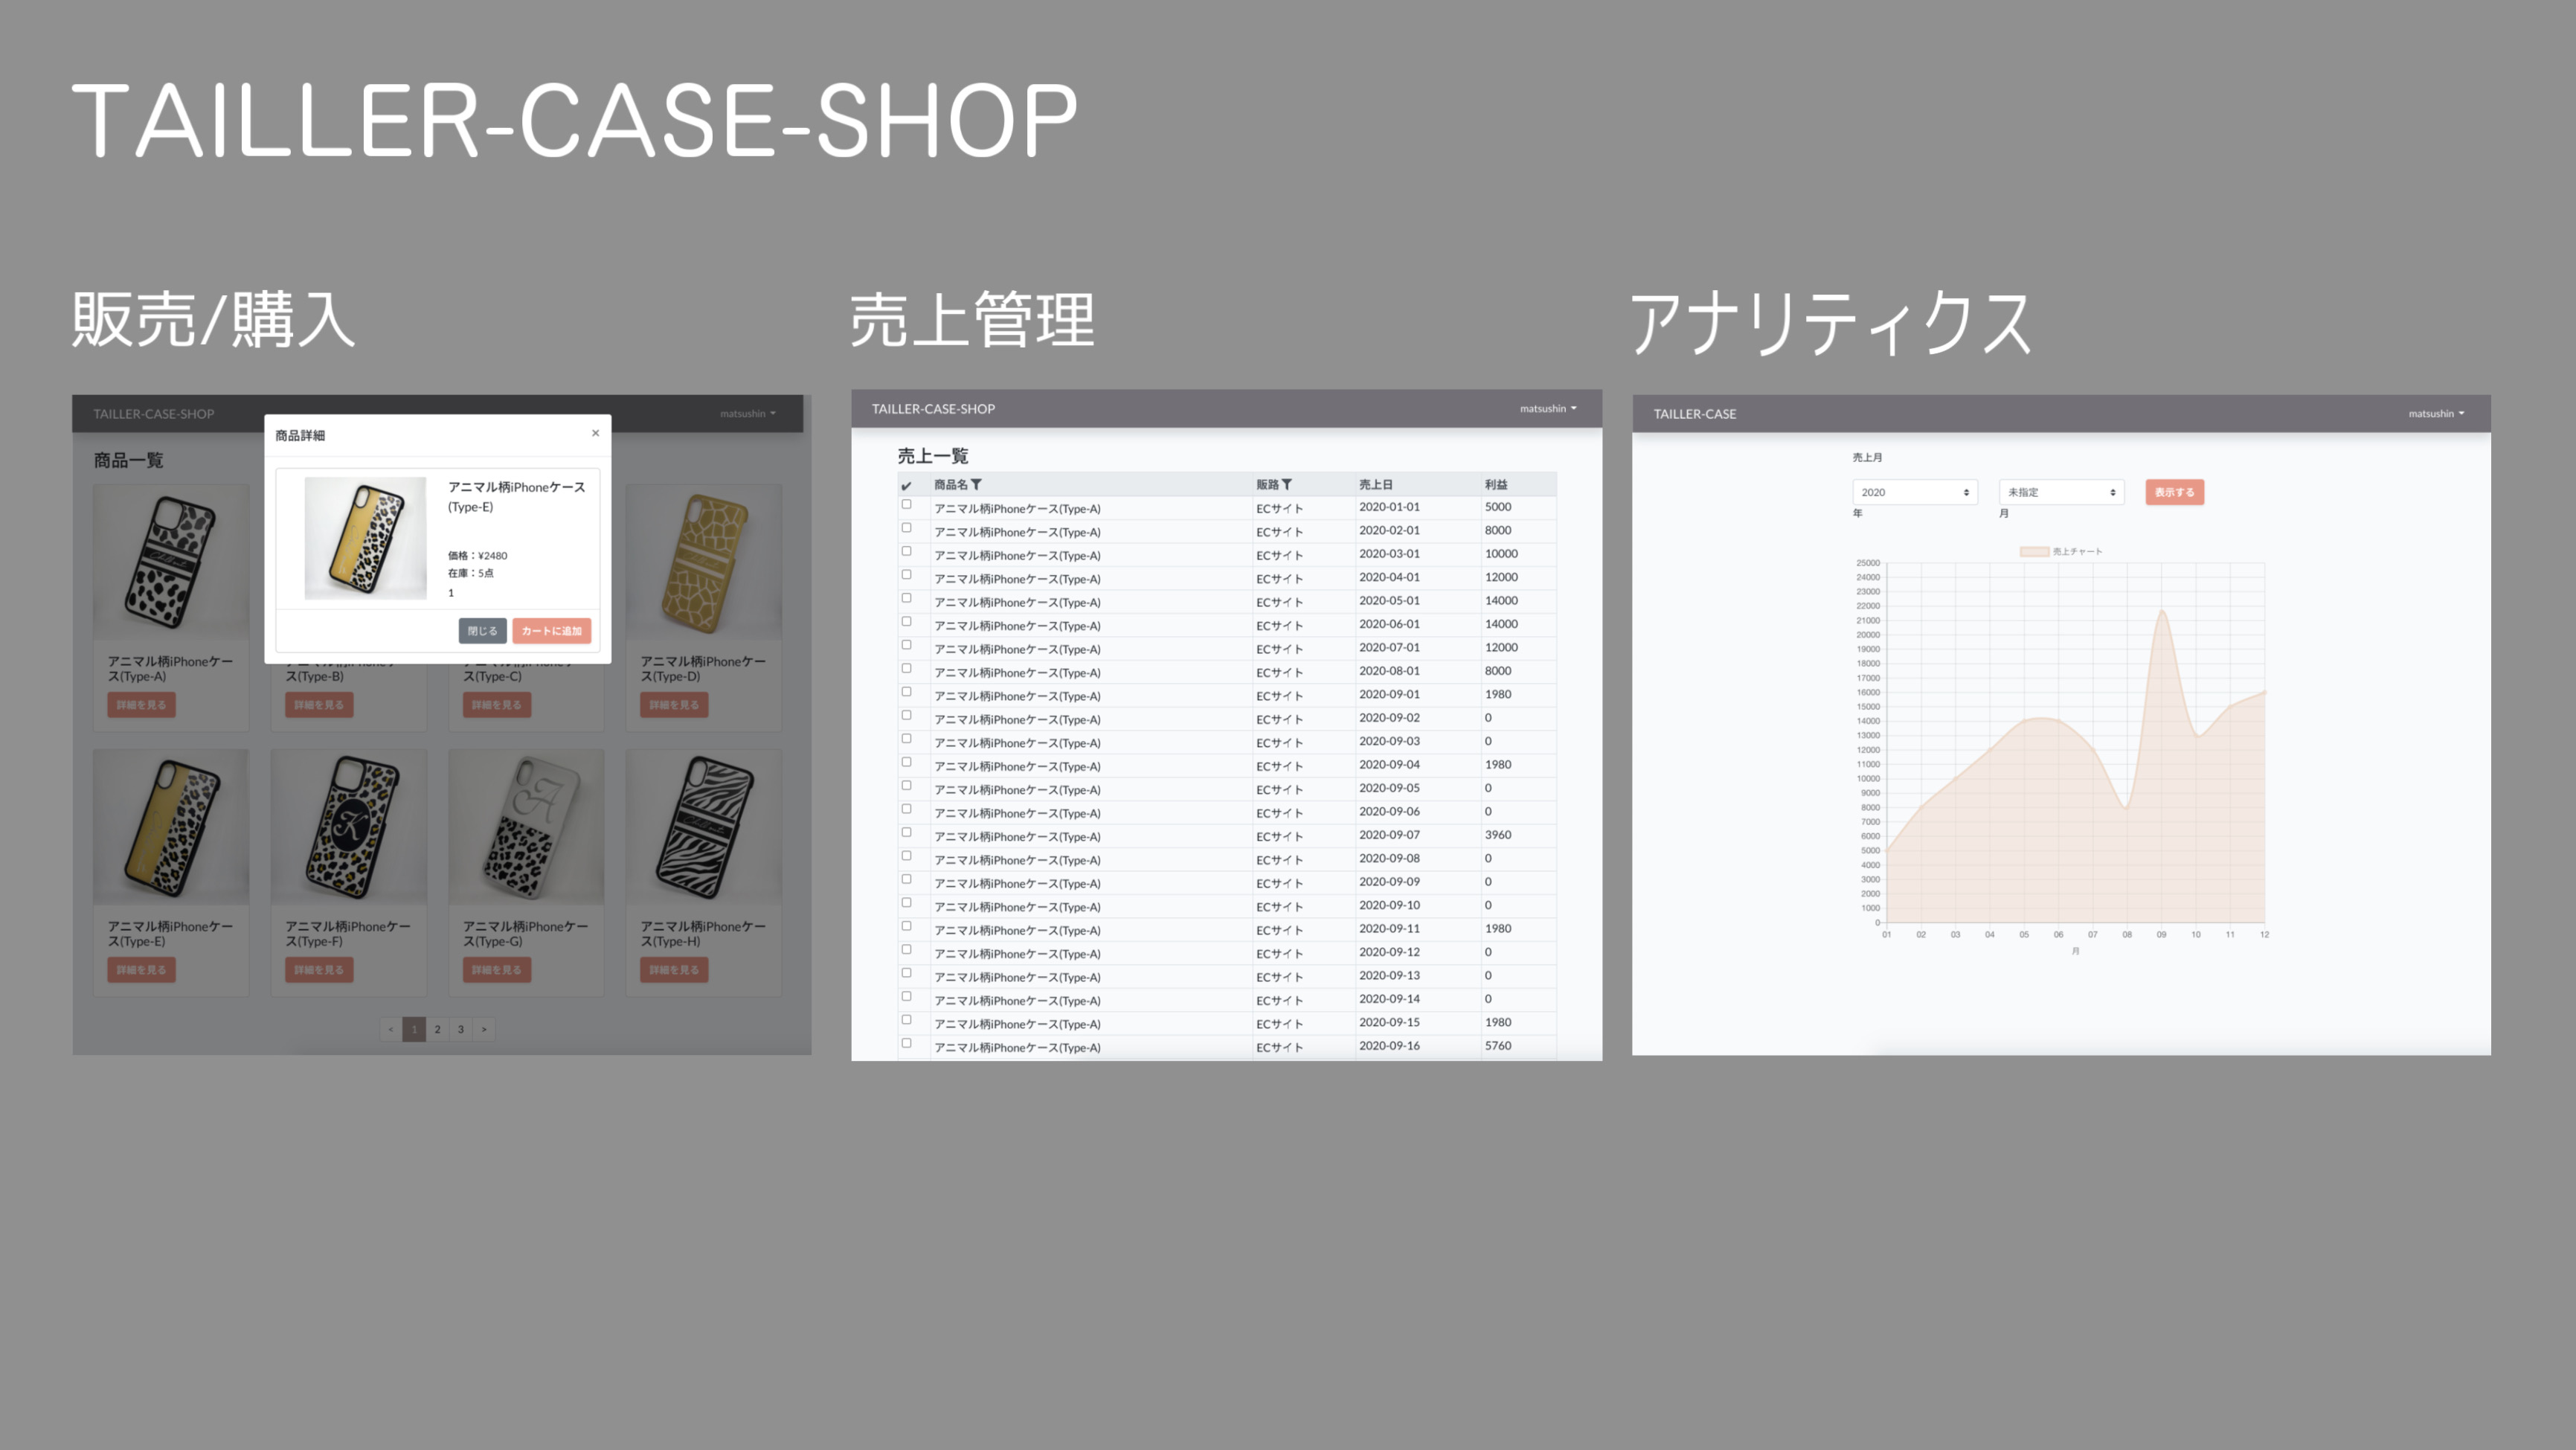 TAILLER-CASE-SHOP
販売/購入
売上管理
アナリティクス
TAILLER-CASE-SHOP
matsushin
商品一覧
商品詳細
×
アニマル柄iPhoneケース
(Type-E)
価格：¥2480
在庫：5点
1
閉じる
カートに追加
アニマル柄iPhoneケー
ス(Type-A)
詳細を見る
ス(Type-B)
詳細を見る
ス(Type-C)
詳細を見る
アニマル柄iPhoneケー
ス(Type-D)
詳細を見る
アニマル柄iPhoneケー
ス(Type-E)
詳細を見る
アニマル柄iPhoneケー
ス(Type-F)
詳細を見る
アニマル柄iPhoneケー
ス(Type-G)
詳細を見る
アニマル柄iPhoneケー
ス(Type-H)
詳細を見る
< 1 2 3 >
TAILLER-CASE-SHOP
matsushin
売上一覧
✔ 商品名 販路 売上日 利益
アニマル柄iPhoneケース(Type-A) ECサイト 2020-01-01 5000
アニマル柄iPhoneケース(Type-A) ECサイト 2020-02-01 8000
アニマル柄iPhoneケース(Type-A) ECサイト 2020-03-01 10000
アニマル柄iPhoneケース(Type-A) ECサイト 2020-04-01 12000
アニマル柄iPhoneケース(Type-A) ECサイト 2020-05-01 14000
アニマル柄iPhoneケース(Type-A) ECサイト 2020-06-01 14000
アニマル柄iPhoneケース(Type-A) ECサイト 2020-07-01 12000
アニマル柄iPhoneケース(Type-A) ECサイト 2020-08-01 8000
アニマル柄iPhoneケース(Type-A) ECサイト 2020-09-01 1980
アニマル柄iPhoneケース(Type-A) ECサイト 2020-09-02 0
アニマル柄iPhoneケース(Type-A) ECサイト 2020-09-03 0
アニマル柄iPhoneケース(Type-A) ECサイト 2020-09-04 1980
アニマル柄iPhoneケース(Type-A) ECサイト 2020-09-05 0
アニマル柄iPhoneケース(Type-A) ECサイト 2020-09-06 0
アニマル柄iPhoneケース(Type-A) ECサイト 2020-09-07 3960
アニマル柄iPhoneケース(Type-A) ECサイト 2020-09-08 0
アニマル柄iPhoneケース(Type-A) ECサイト 2020-09-09 0
アニマル柄iPhoneケース(Type-A) ECサイト 2020-09-10 0
アニマル柄iPhoneケース(Type-A) ECサイト 2020-09-11 1980
アニマル柄iPhoneケース(Type-A) ECサイト 2020-09-12 0
アニマル柄iPhoneケース(Type-A) ECサイト 2020-09-13 0
アニマル柄iPhoneケース(Type-A) ECサイト 2020-09-14 0
アニマル柄iPhoneケース(Type-A) ECサイト 2020-09-15 1980
アニマル柄iPhoneケース(Type-A) ECサイト 2020-09-16 5760
TAILLER-CASE
matsushin
売上月
2020
未指定
表示する
年
月
売上チャート
25000
24000
23000
22000
21000
20000
19000
18000
17000
16000
15000
14000
13000
12000
11000
10000
9000
8000
7000
6000
5000
4000
3000
2000
1000
0
01 02 03 04 05 06 07 08 09 10 11 12
月